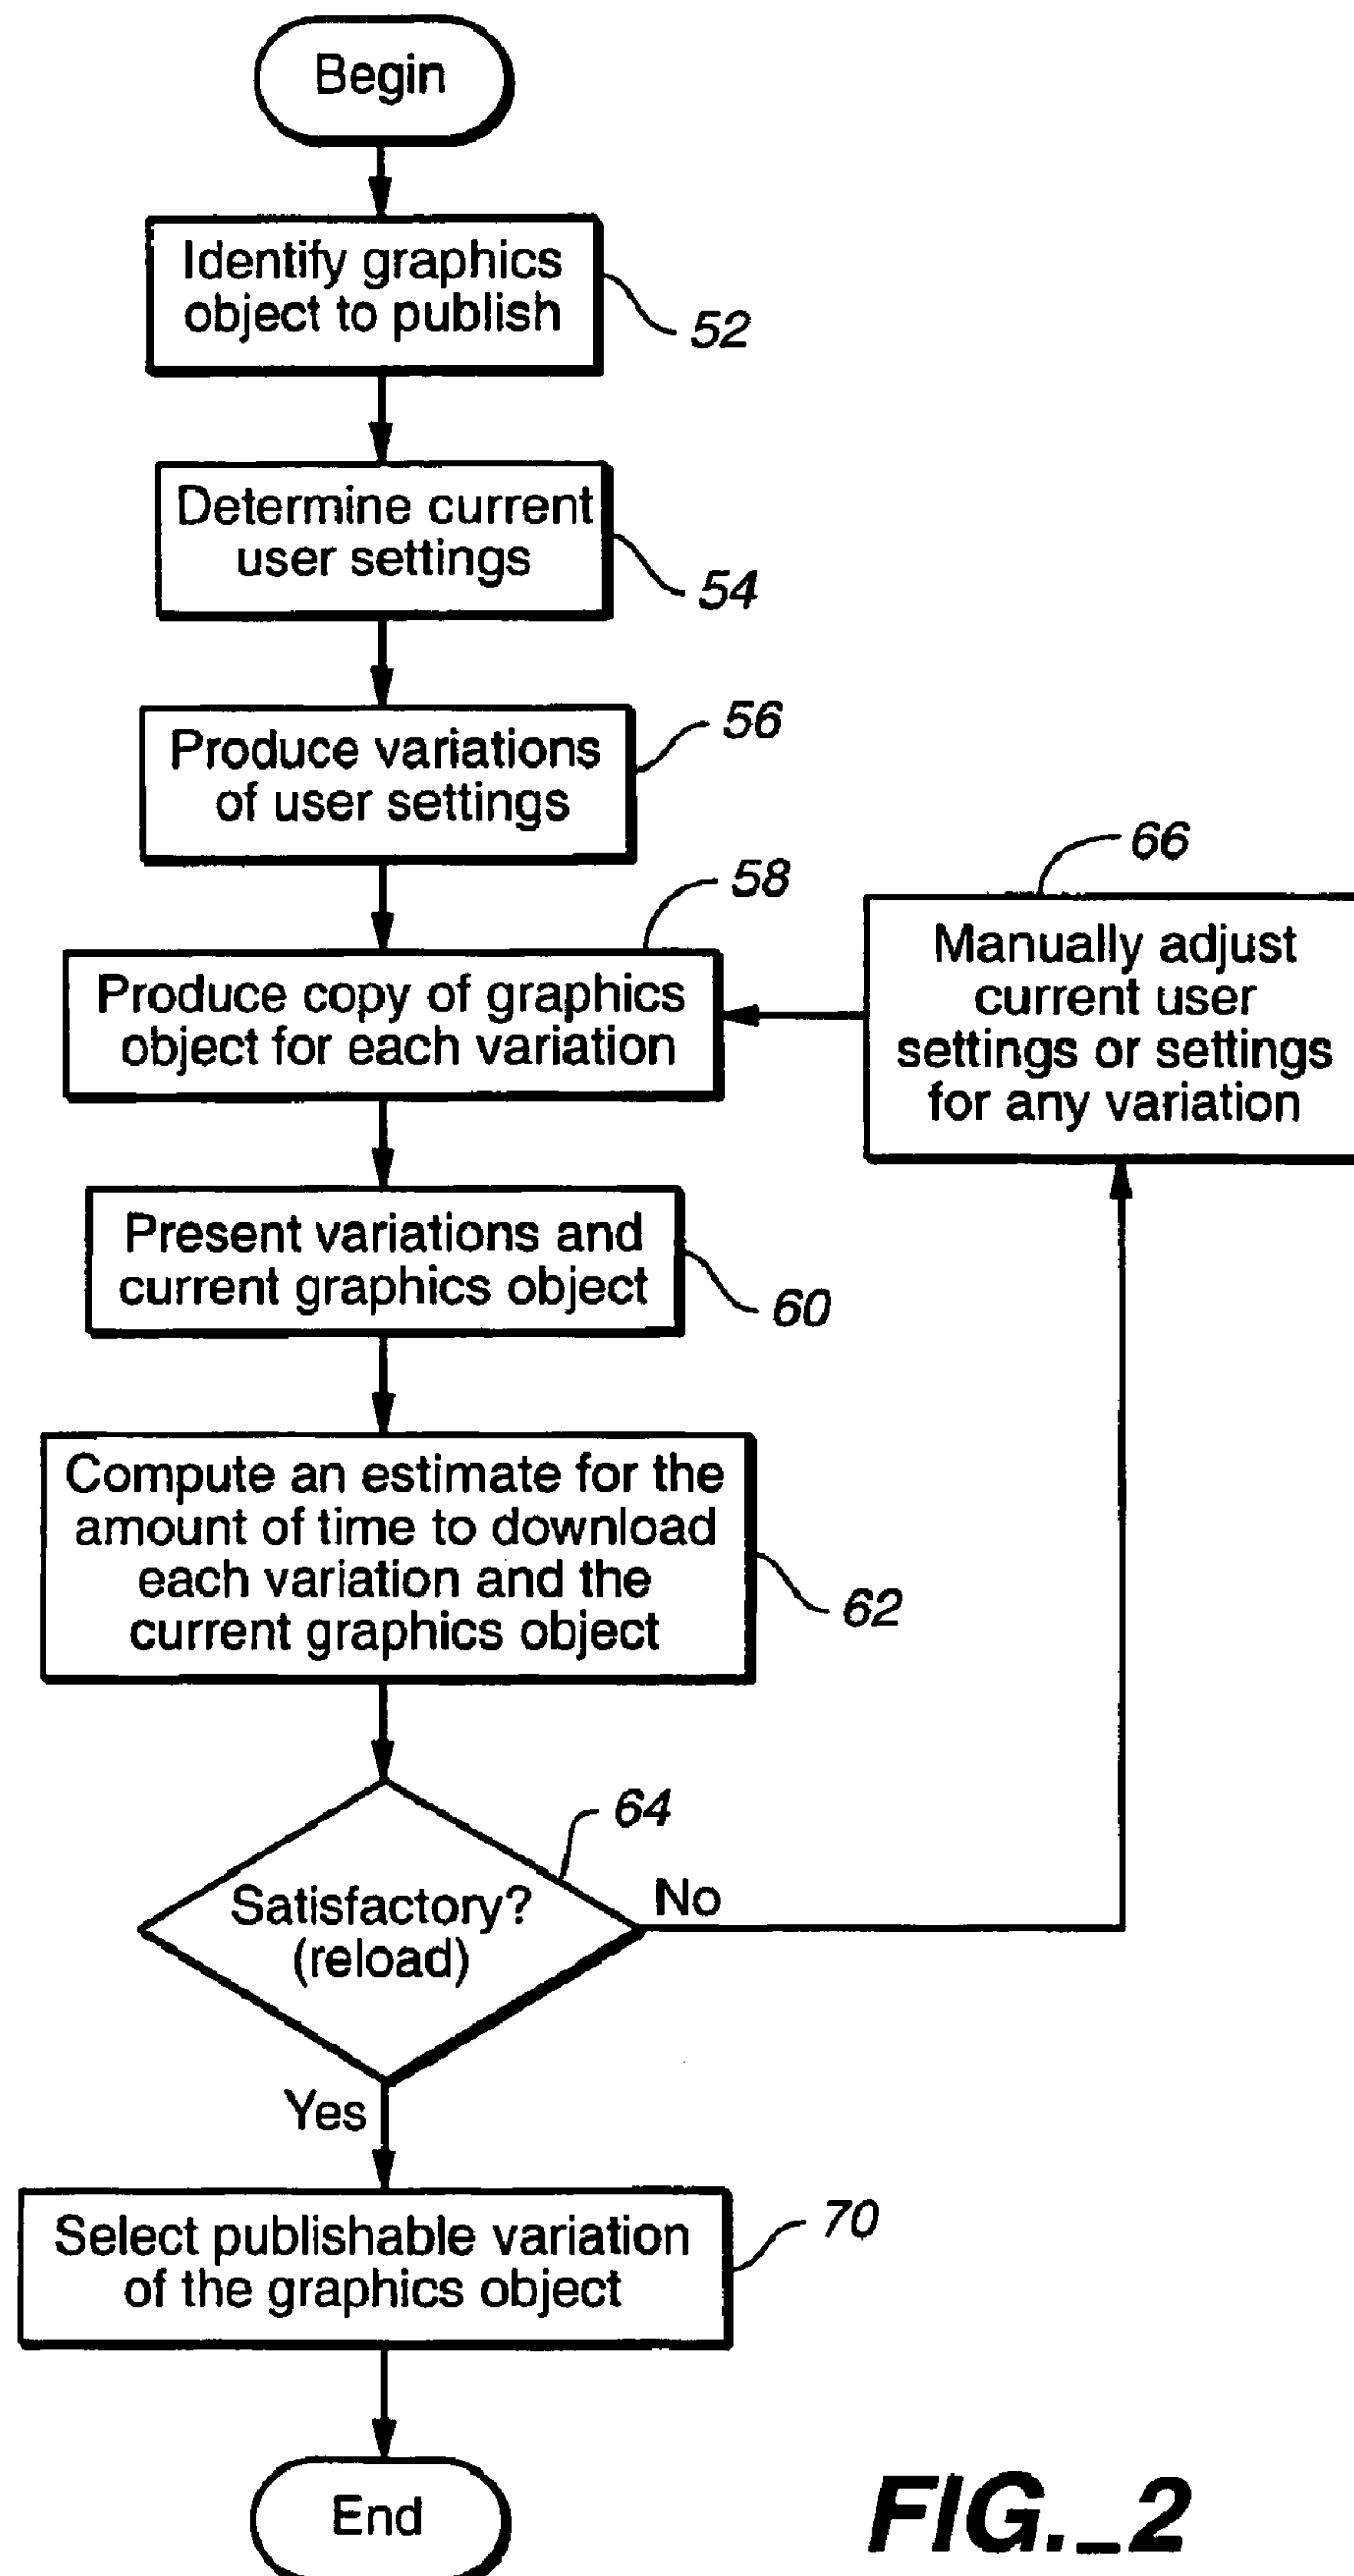 Begin
Identify graphics
object to publish
52
Determine current
user settings
54
Produce variations
of user settings
56
Produce copy of graphics
object for each variation
58
Manually adjust
current user
settings or settings
for any variation
66
Present variations and
current graphics object
60
Compute an estimate for the
amount of time to download
each variation and the
current graphics object
62
Satisfactory?
(reload)
64
No
Yes
Select publishable variation
of the graphics object
70
End
FIG._2